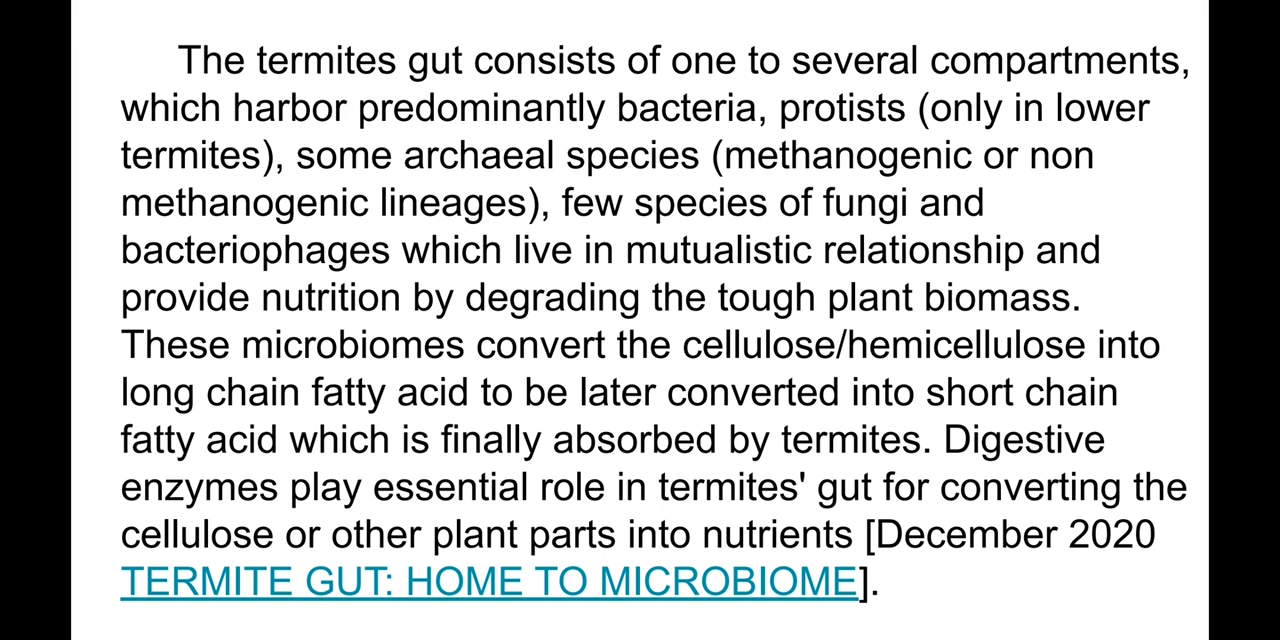 The termites gut consists of one to several compartments,
which harbor predominantly bacteria, protists (only in lower
termites), some archaeal species (methanogenic or non
methanogenic lineages), few species of fungi and
bacteriophages which live in mutualistic relationship and
provide nutrition by degrading the tough plant biomass.
These microbiomes convert the cellulose/hemicellulose into
long chain fatty acid to be later converted into short chain
fatty acid which is finally absorbed by termites. Digestive
enzymes play essential role in termites' gut for converting the
cellulose or other plant parts into nutrients [December 2020
TERMITE GUT: HOME TO MICROBIOME].